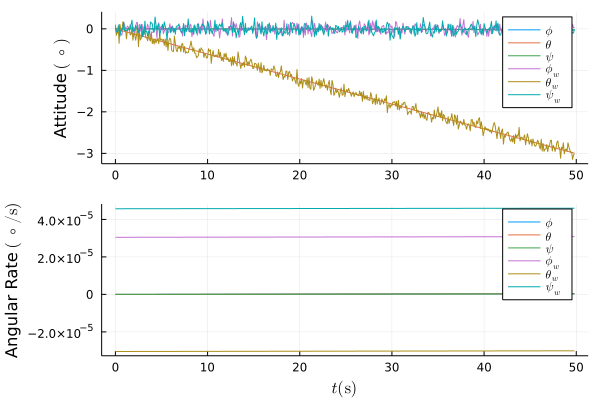 Attitude (∘)
0
−1
−2
−3
0 10 20 30 40 50
ϕ
θ
ψ
ϕ_w
θ_w
ψ_w
Angular Rate (∘/s)
4.0×10⁻⁵
2.0×10⁻⁵
0
−2.0×10⁻⁵
0 10 20 30 40 50
ϕ
θ
ψ
ϕ_w
θ_w
ψ_w
t(s)